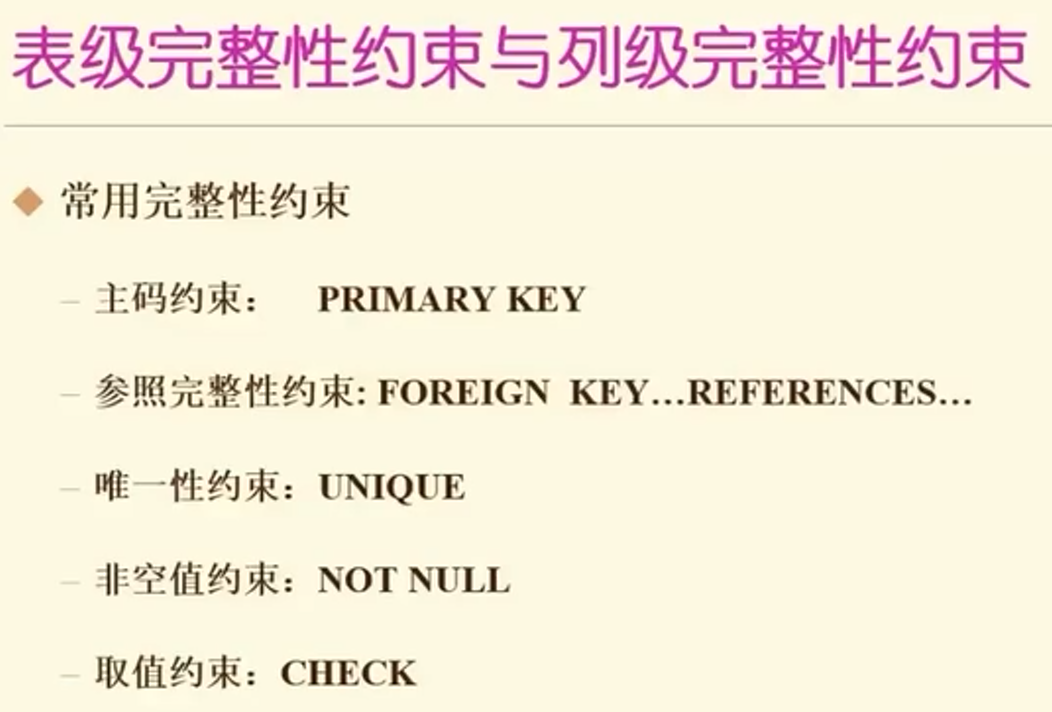 表级完整性约束与列级完整性约束
常用完整性约束
– 主码约束： PRIMARY KEY
– 参照完整性约束: FOREIGN KEY…REFERENCES…
– 唯一性约束：UNIQUE
– 非空值约束：NOT NULL
– 取值约束：CHECK